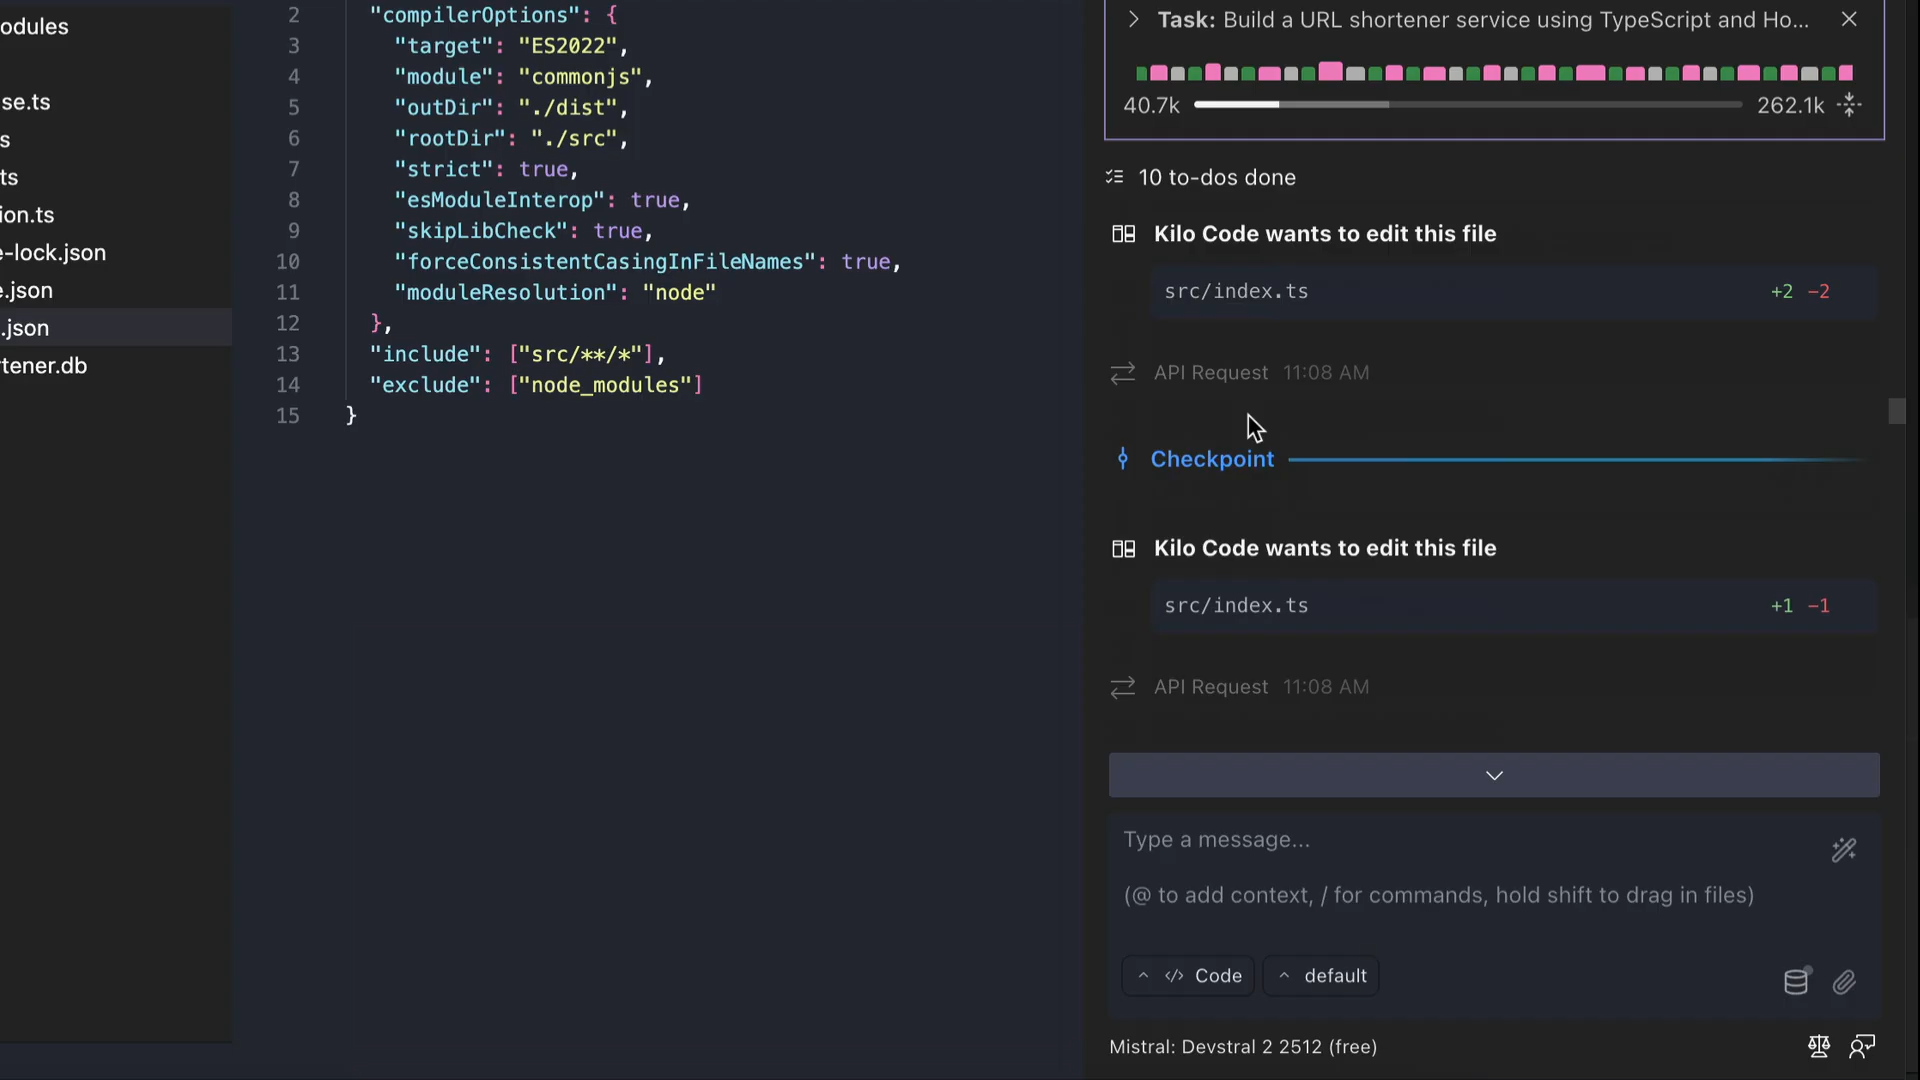 odules
se.ts
s
ts
ion.ts
e-lock.json
e.json
.json
tener.db
2 "compilerOptions": {
3 "target": "ES2022",
4 "module": "commonjs",
5 "outDir": "./dist",
6 "rootDir": "./src",
7 "strict": true,
8 "esModuleInterop": true,
9 "skipLibCheck": true,
10 "forceConsistentCasingInFileNames": true,
11 "moduleResolution": "node"
12 },
13 "include": ["src/**/*"],
14 "exclude": ["node_modules"]
15 }
Task: Build a URL shortener service using TypeScript and Ho...
40.7k 262.1k
10 to-dos done
Kilo Code wants to edit this file
src/index.ts +2 −2
API Request 11:08 AM
Checkpoint
Kilo Code wants to edit this file
src/index.ts +1 −1
API Request 11:08 AM
Type a message...
(@ to add context, / for commands, hold shift to drag in files)
</> Code default
Mistral: Devstral 2 2512 (free)